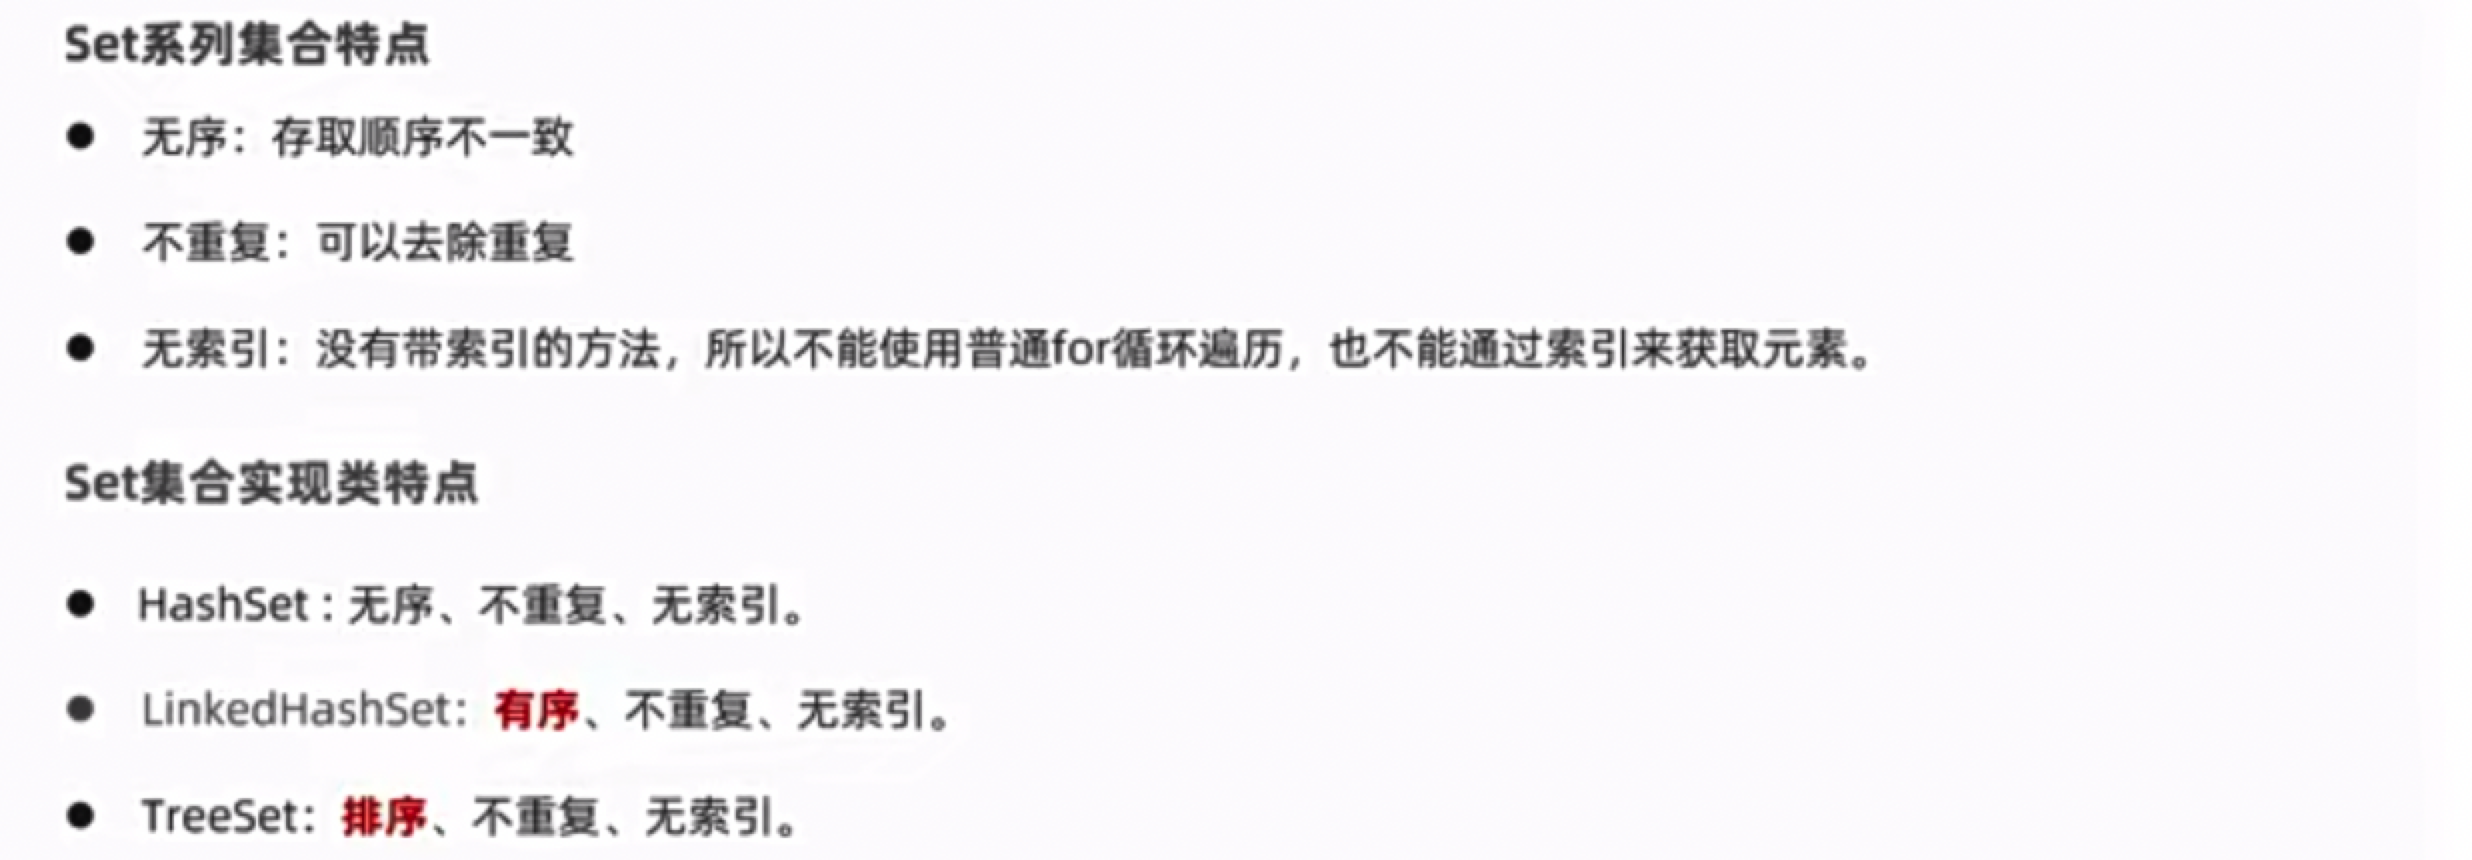 Set系列集合特点
● 无序：存取顺序不一致
● 不重复：可以去除重复
● 无索引：没有带索引的方法，所以不能使用普通for循环遍历，也不能通过索引来获取元素。
Set集合实现类特点
● HashSet : 无序、不重复、无索引。
● LinkedHashSet：有序、不重复、无索引。
● TreeSet：排序、不重复、无索引。